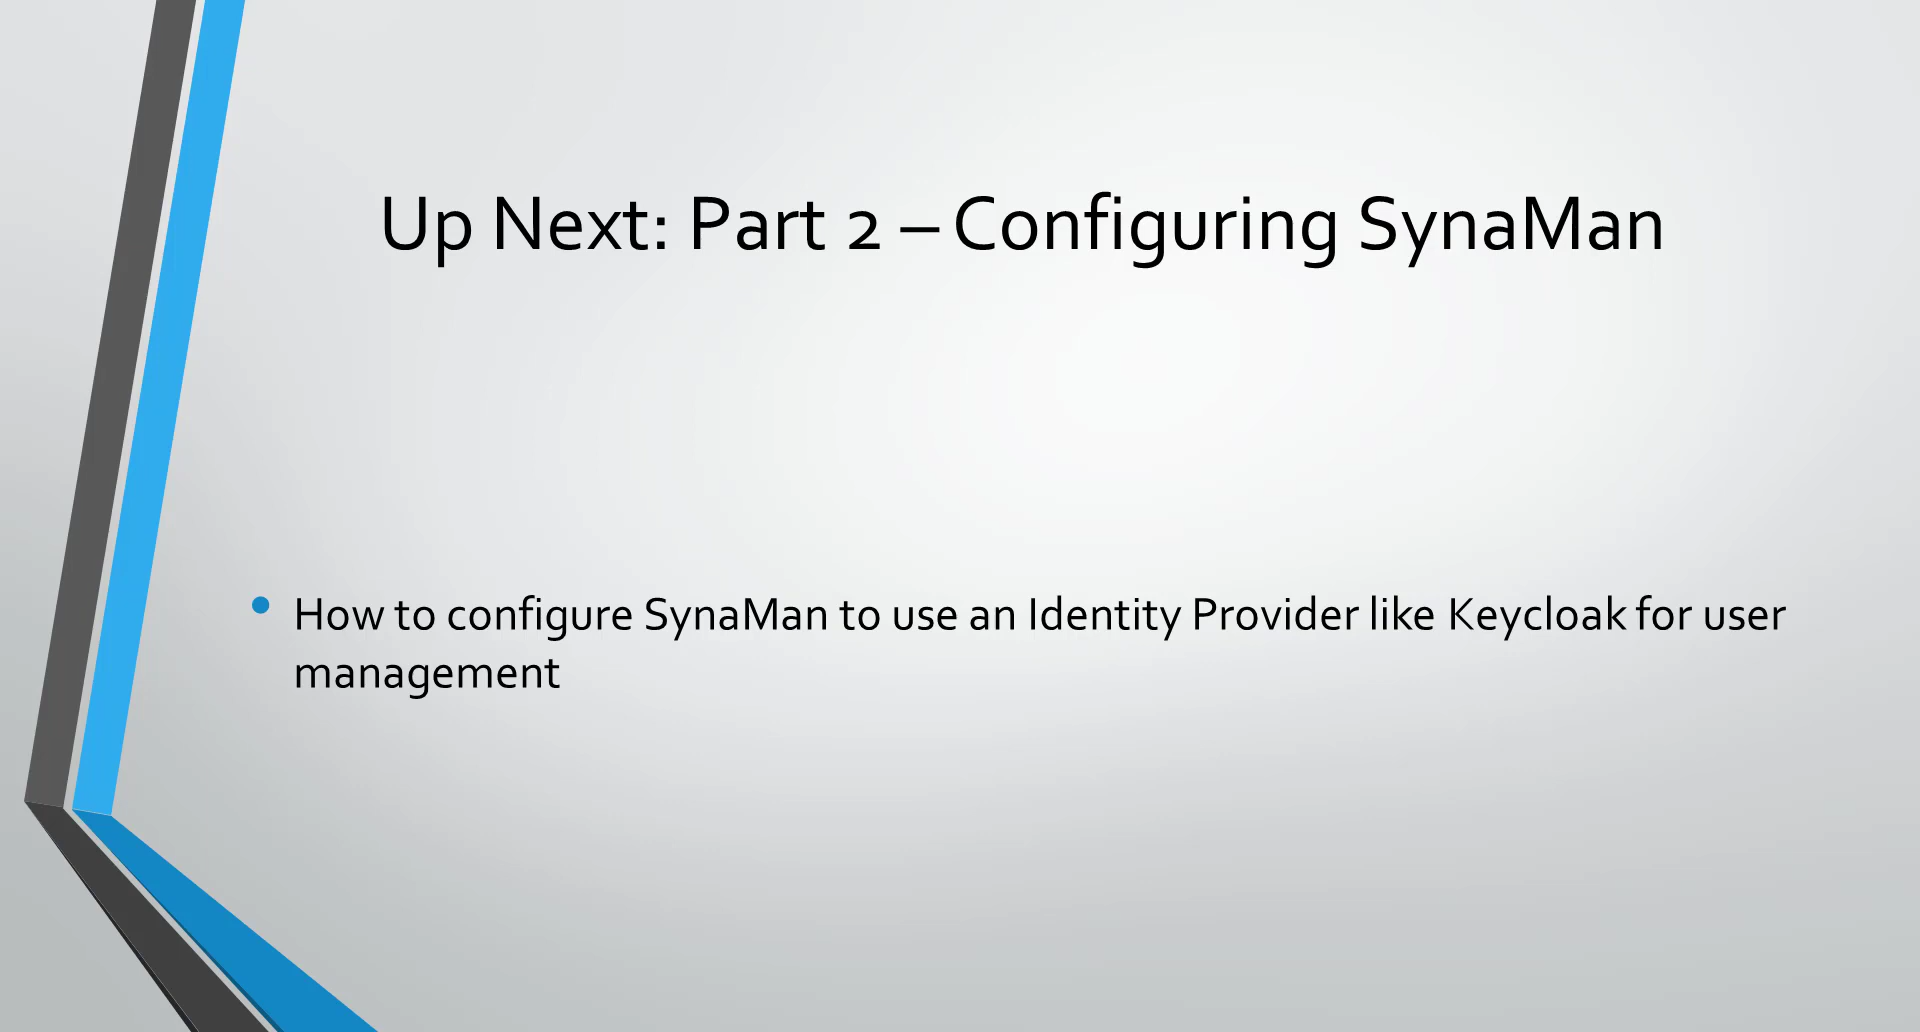 Up Next: Part 2 – Configuring SynaMan
• How to configure SynaMan to use an Identity Provider like Keycloak for user
management